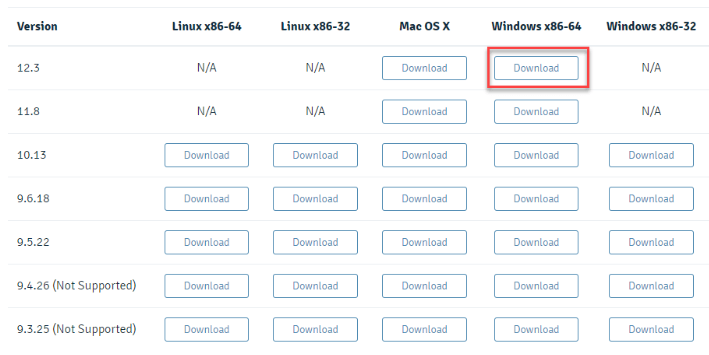 Version Linux x86-64 Linux x86-32 Mac OS X Windows x86-64 Windows x86-32
12.3 N/A N/A Download Download N/A
11.8 N/A N/A Download Download N/A
10.13 Download Download Download Download Download
9.6.18 Download Download Download Download Download
9.5.22 Download Download Download Download Download
9.4.26 (Not Supported) Download Download Download Download Download
9.3.25 (Not Supported) Download Download Download Download Download